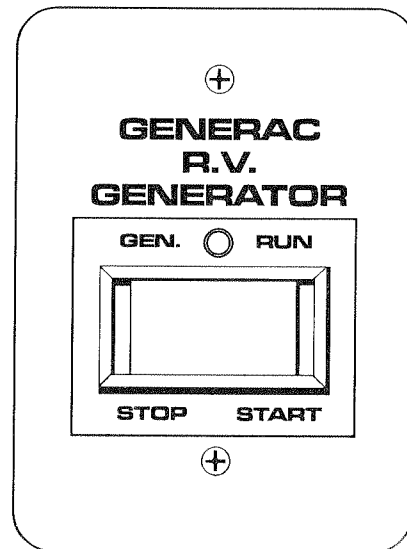 GENERAC
R.V.
GENERATOR
GEN. RUN
STOP START